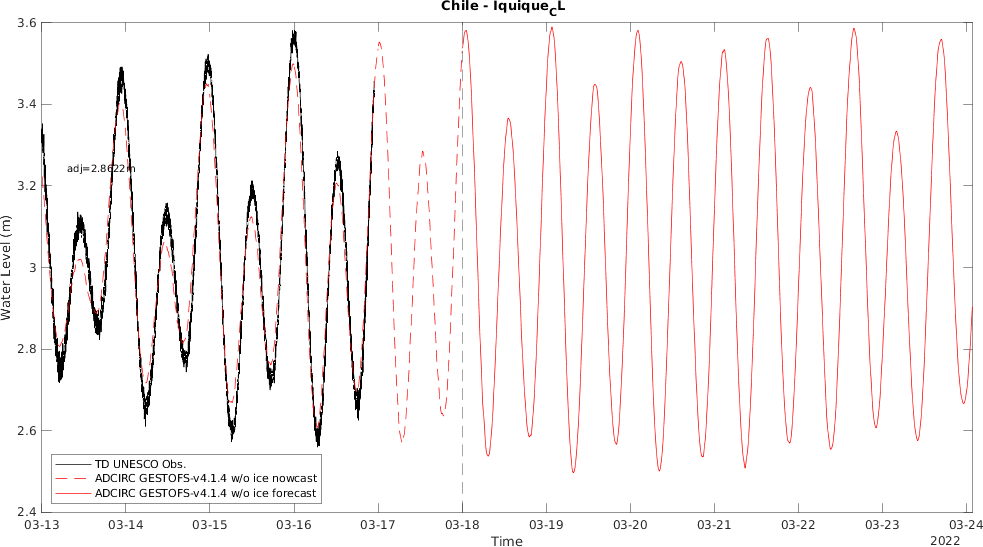 Chile - Iquique_CL
3.6
3.4
3.2
3
2.8
2.6
2.4
Water Level (m)
adj=2.8622m
TD UNESCO Obs.
ADCIRC GESTOFS-v4.1.4 w/o ice nowcast
ADCIRC GESTOFS-v4.1.4 w/o ice forecast
03-13 03-14 03-15 03-16 03-17 03-18 03-19 03-20 03-21 03-22 03-23 03-24
Time
2022